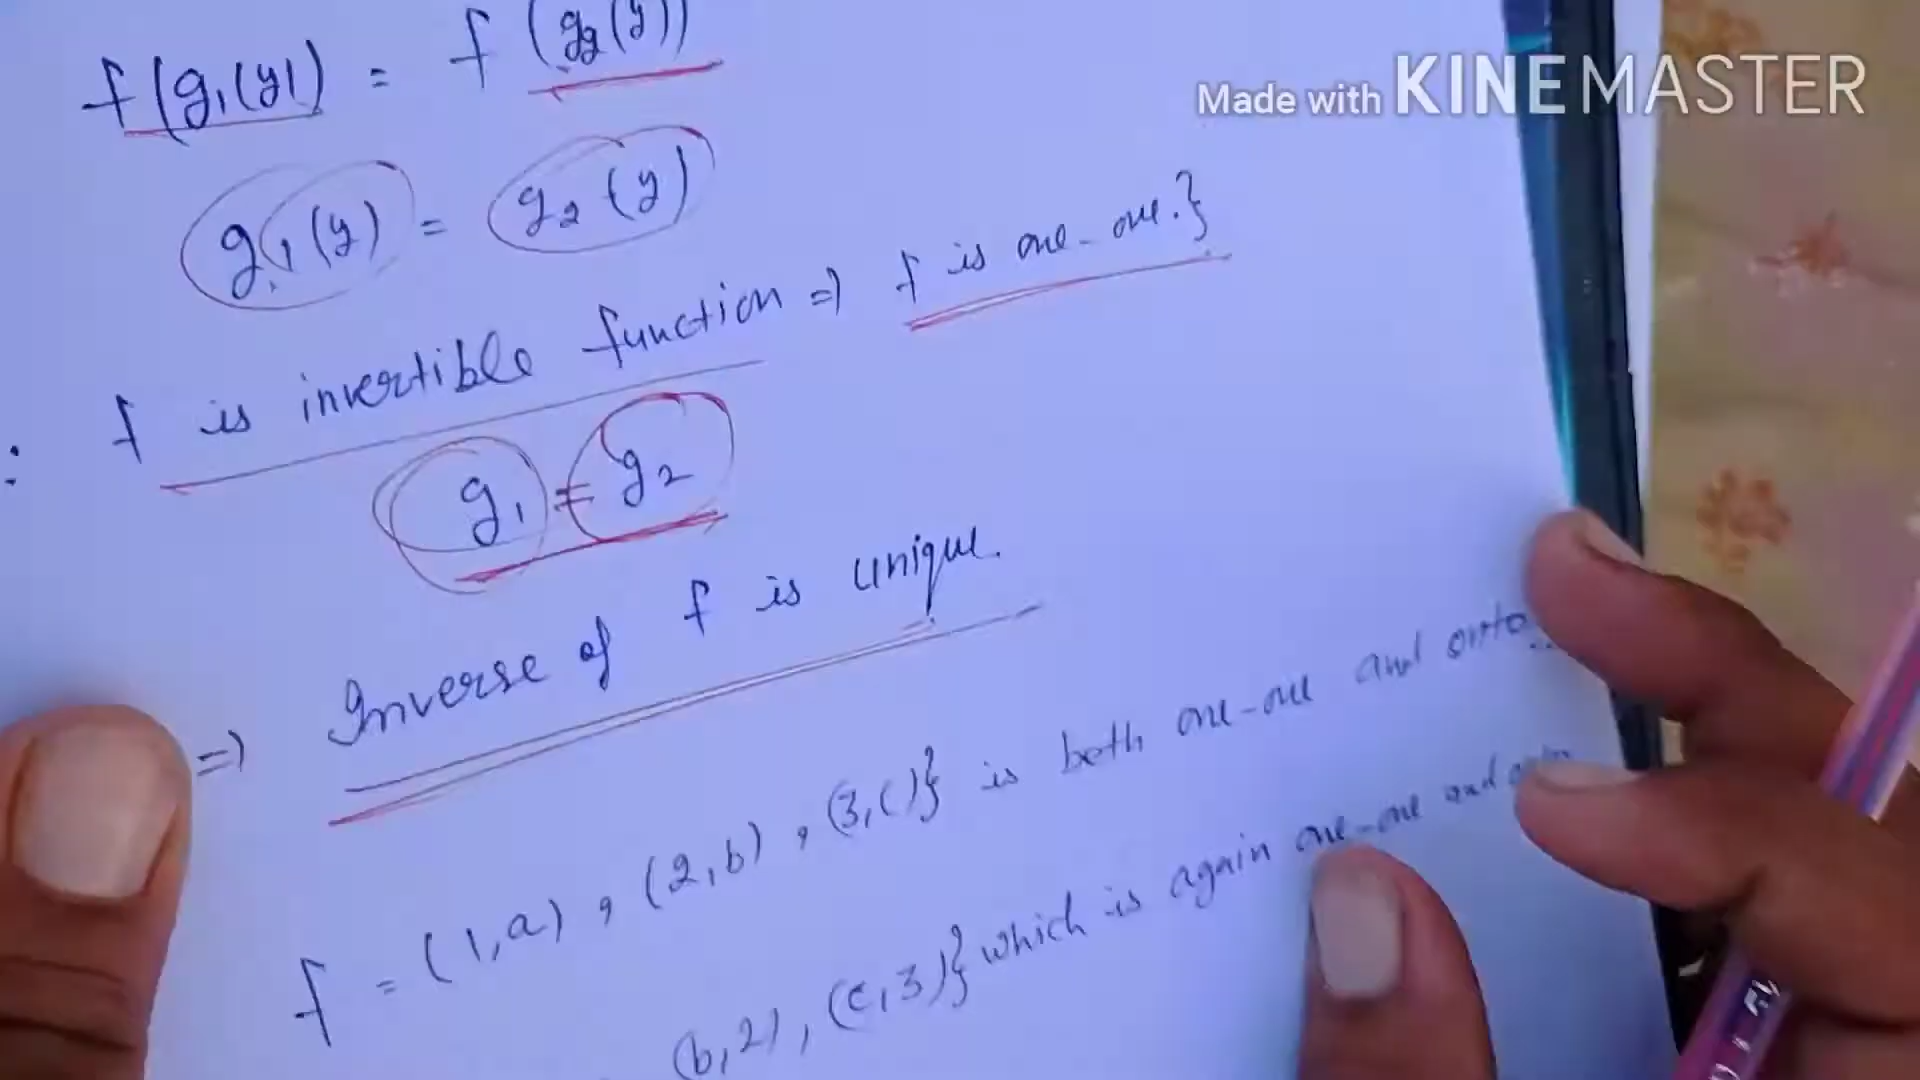 f(g₁(y)) = f(g₂(y))
Made with KINEMASTER
g₁(y) = g₂(y)
: f is invertible function ⇒ f is one-one.}
g₁ = g₂
⇒ Inverse of f is unique.
f = (1,a), (2,b), (3,c)} is both one-one and onto
(b,2), (c,3)} which is again one-one and